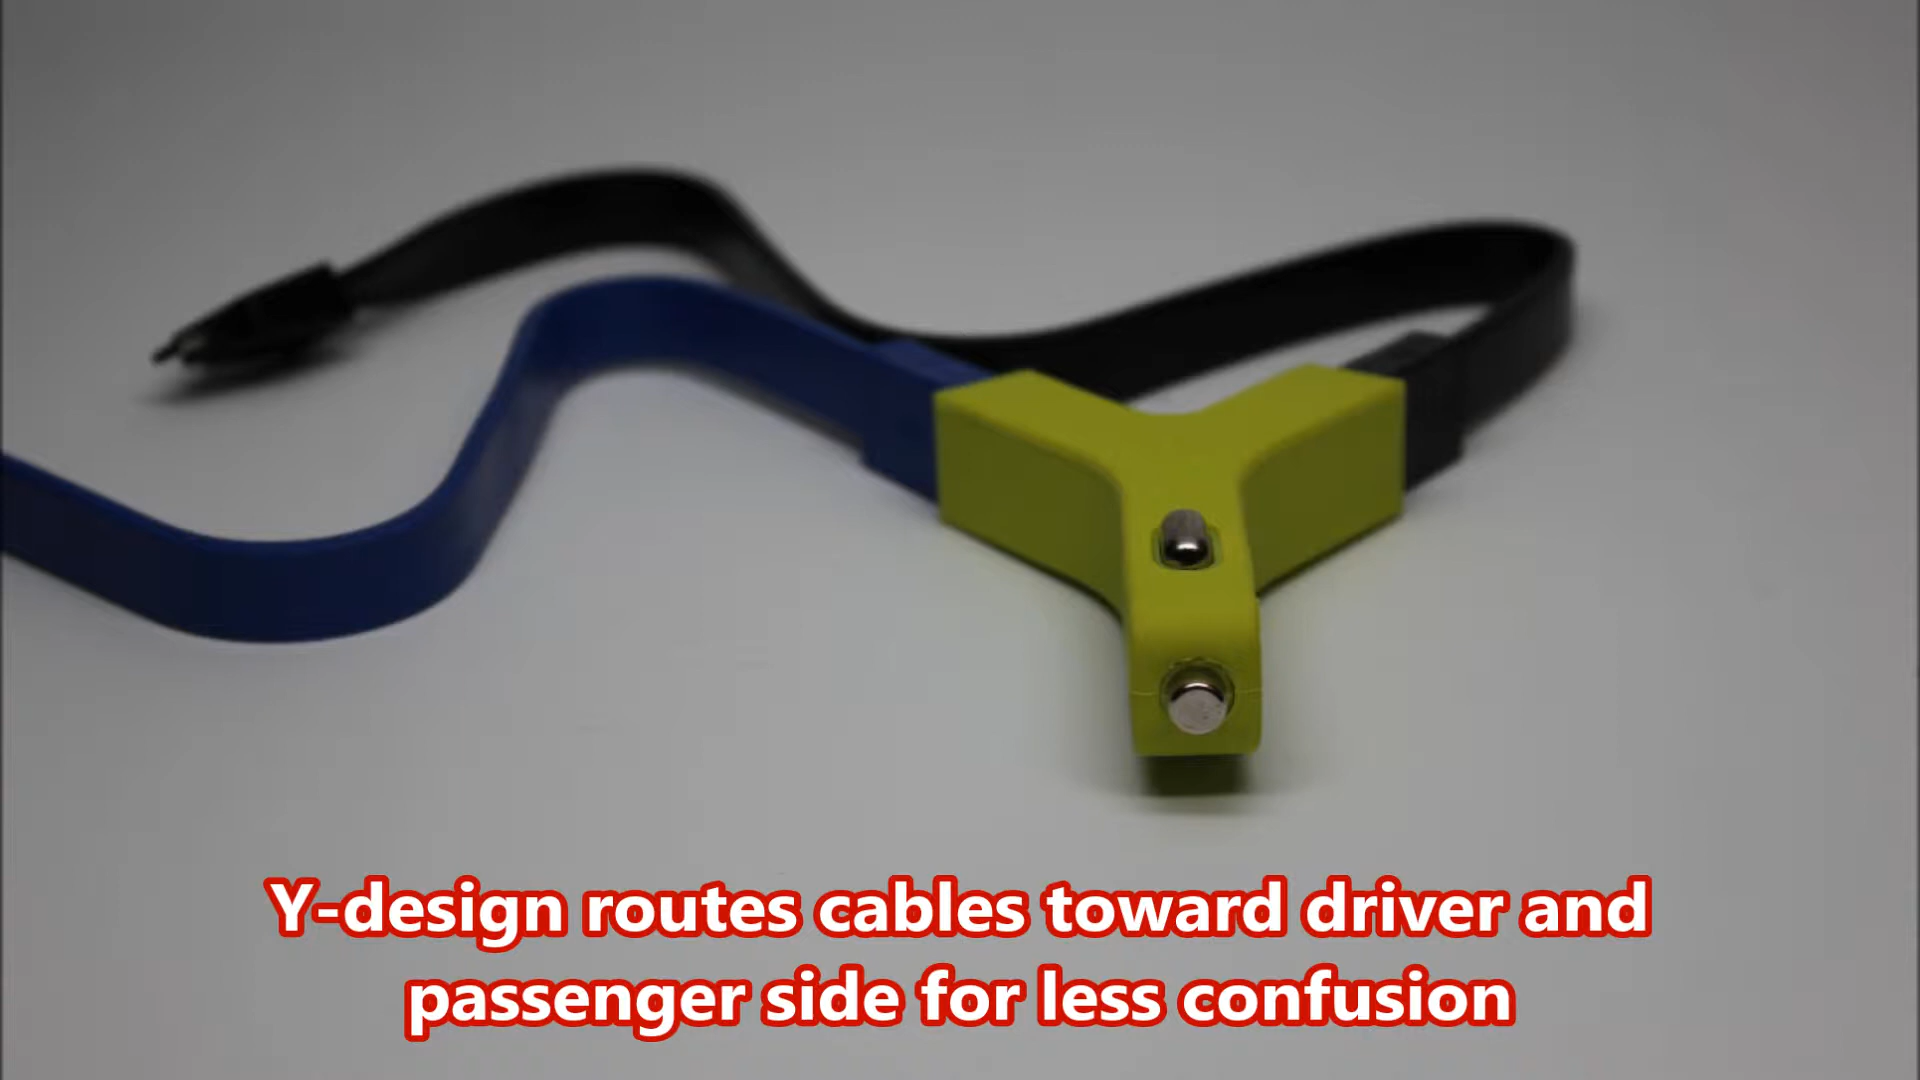 Y-design routes cables toward driver and
passenger side for less confusion